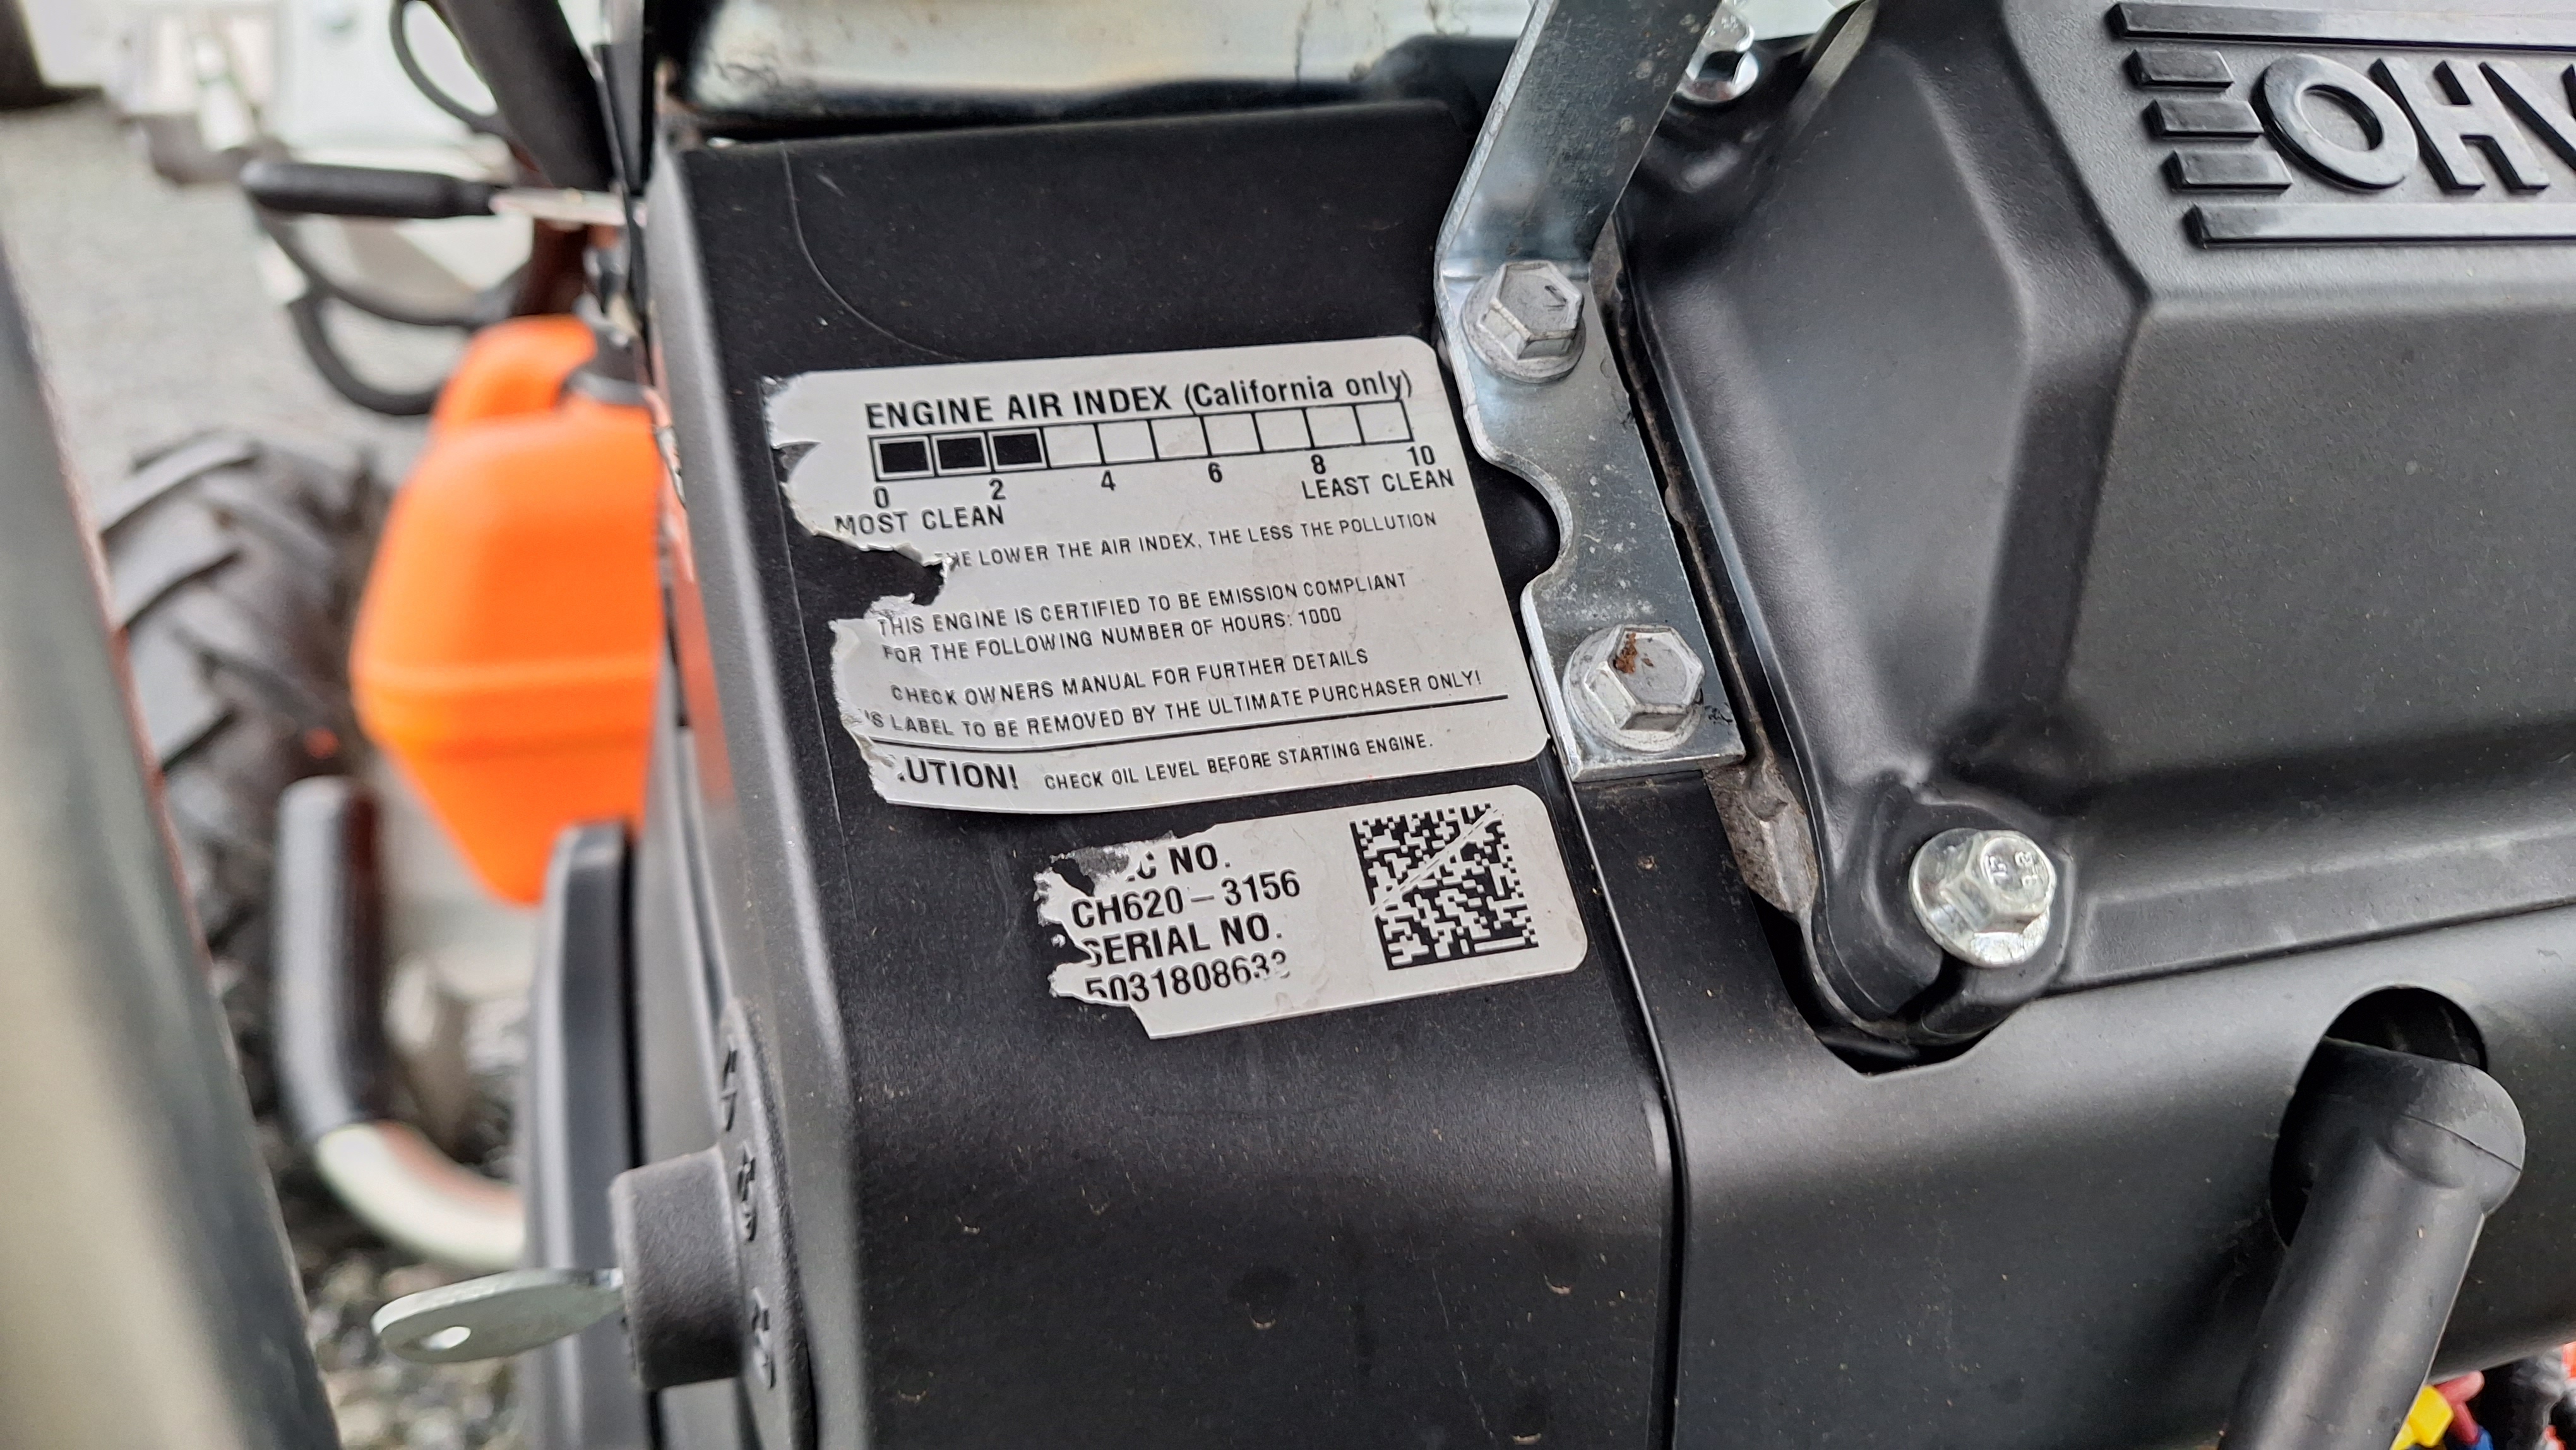 OHV
ENGINE AIR INDEX (California only)
0 2 4 6 8 10
MOST CLEAN LEAST CLEAN
LOWER THE AIR INDEX, THE LESS THE POLLUTION
THIS ENGINE IS CERTIFIED TO BE EMISSION COMPLIANT
FOR THE FOLLOWING NUMBER OF HOURS: 1000
CHECK OWNERS MANUAL FOR FURTHER DETAILS
LABEL TO BE REMOVED BY THE ULTIMATE PURCHASER ONLY!
UTION! CHECK OIL LEVEL BEFORE STARTING ENGINE.
C NO.
CH620-3156
SERIAL NO.